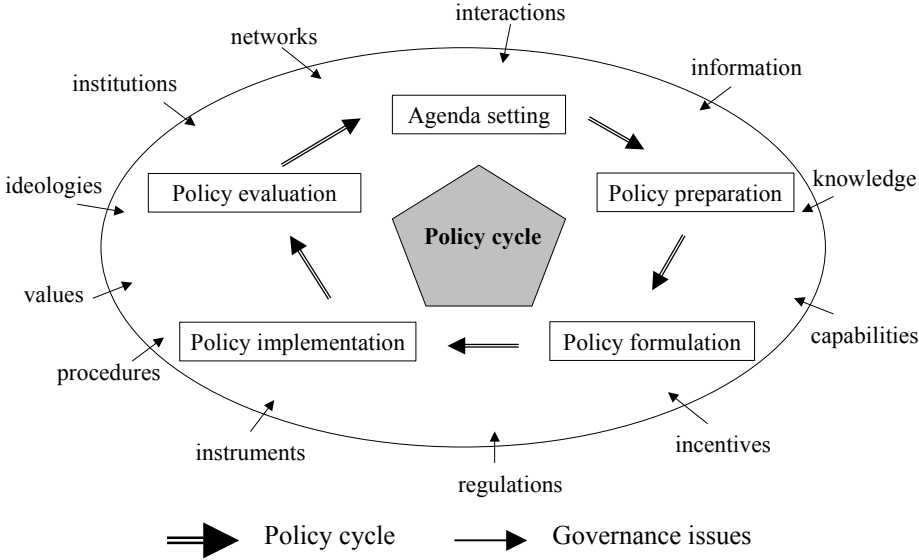 interactions
networks
information
institutions
Agenda setting
ideologies
Policy evaluation
Policy preparation
knowledge
Policy cycle
values
Policy implementation
Policy formulation
capabilities
procedures
instruments
incentives
regulations
Policy cycle
Governance issues